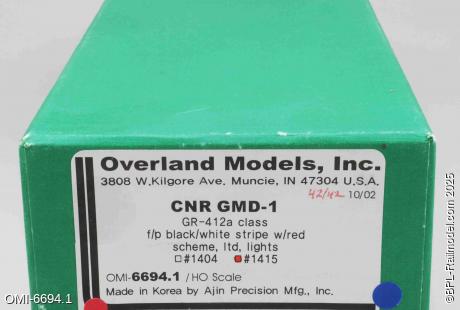 Overland Models, Inc.
3808 W.Kilgore Ave. Muncie, IN 47304 U.S.A.
42/42 10/02
CNR GMD-1
GR-412a class
f/p black/white stripe w/red
scheme, ltd, lights
#1404 #1415
OMI-6694.1 / HO Scale
Made in Korea by Ajin Precision Mfg., Inc.
OMI-6694.1
©BPL-Railmodel.com 2025